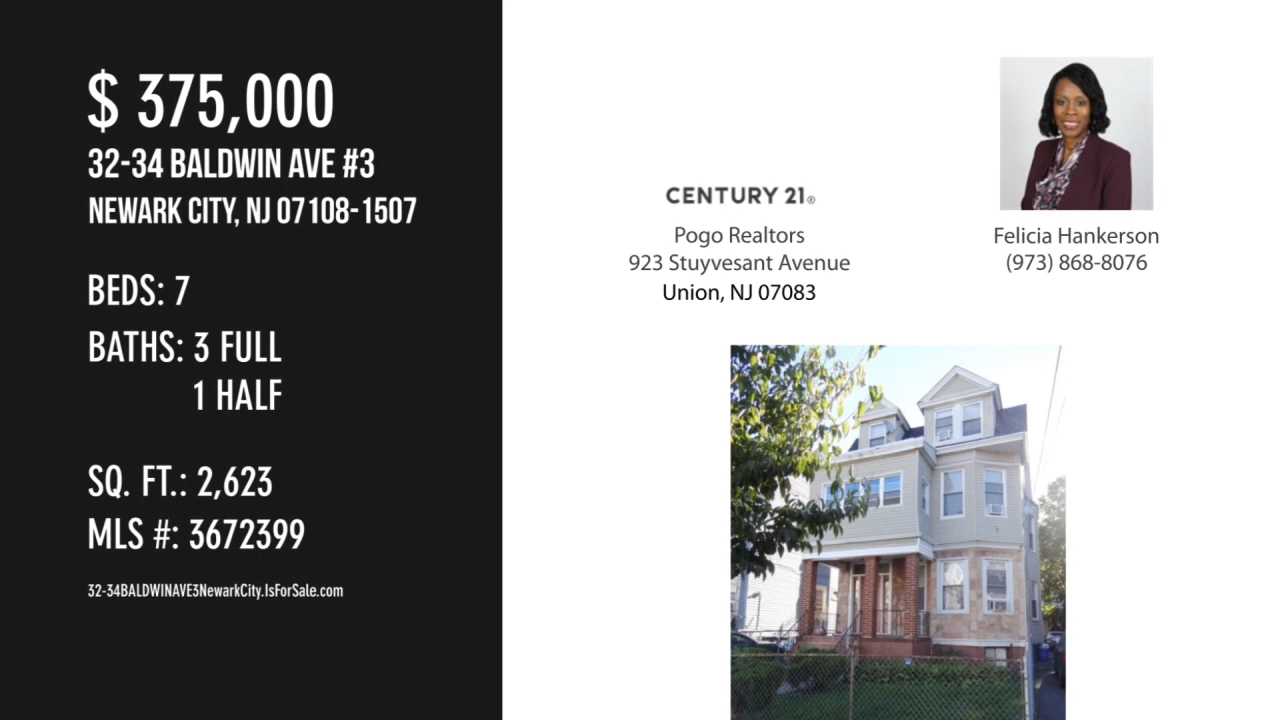 $ 375,000
32-34 BALDWIN AVE #3
NEWARK CITY, NJ 07108-1507
BEDS: 7
BATHS: 3 FULL
1 HALF
SQ. FT.: 2,623
MLS #: 3672399
32-34BALDWINAVE3NewarkCity.IsForSale.com
CENTURY 21®
Pogo Realtors
923 Stuyvesant Avenue
Union, NJ 07083
Felicia Hankerson
(973) 868-8076